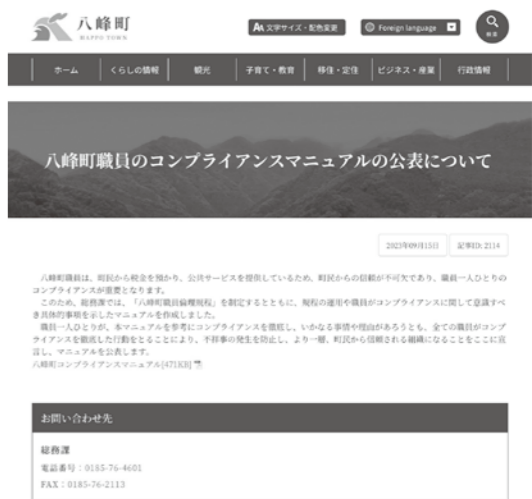 八峰町
HAPPO TOWN
AA 文字サイズ・配色変更
Foreign language
検索
ホーム
くらしの情報
観光
子育て・教育
移住・定住
ビジネス・産業
行政情報
八峰町職員のコンプライアンスマニュアルの公表について
2023年09月15日
記事ID: 2114
八峰町職員は、町民から税金を預かり、公共サービスを提供しているため、町民からの信頼が不可欠であり、職員一人ひとりの
コンプライアンスが重要となります。
このため、総務課では、「八峰町職員倫理規程」を制定するとともに、規程の運用や職員がコンプライアンスに関して意識すべ
き具体的事項を示したマニュアルを作成しました。
職員一人ひとりが、本マニュアルを参考にコンプライアンスを徹底し、いかなる事情や理由があろうとも、全ての職員がコンプ
ライアンスを徹底した行動をとることにより、不祥事の発生を防止し、より一層、町民から信頼される組織になることをここに宣
言し、マニュアルを公表します。
八峰町コンプライアンスマニュアル[471KB]
お問い合わせ先
総務課
電話番号：0185-76-4601
FAX：0185-76-2113